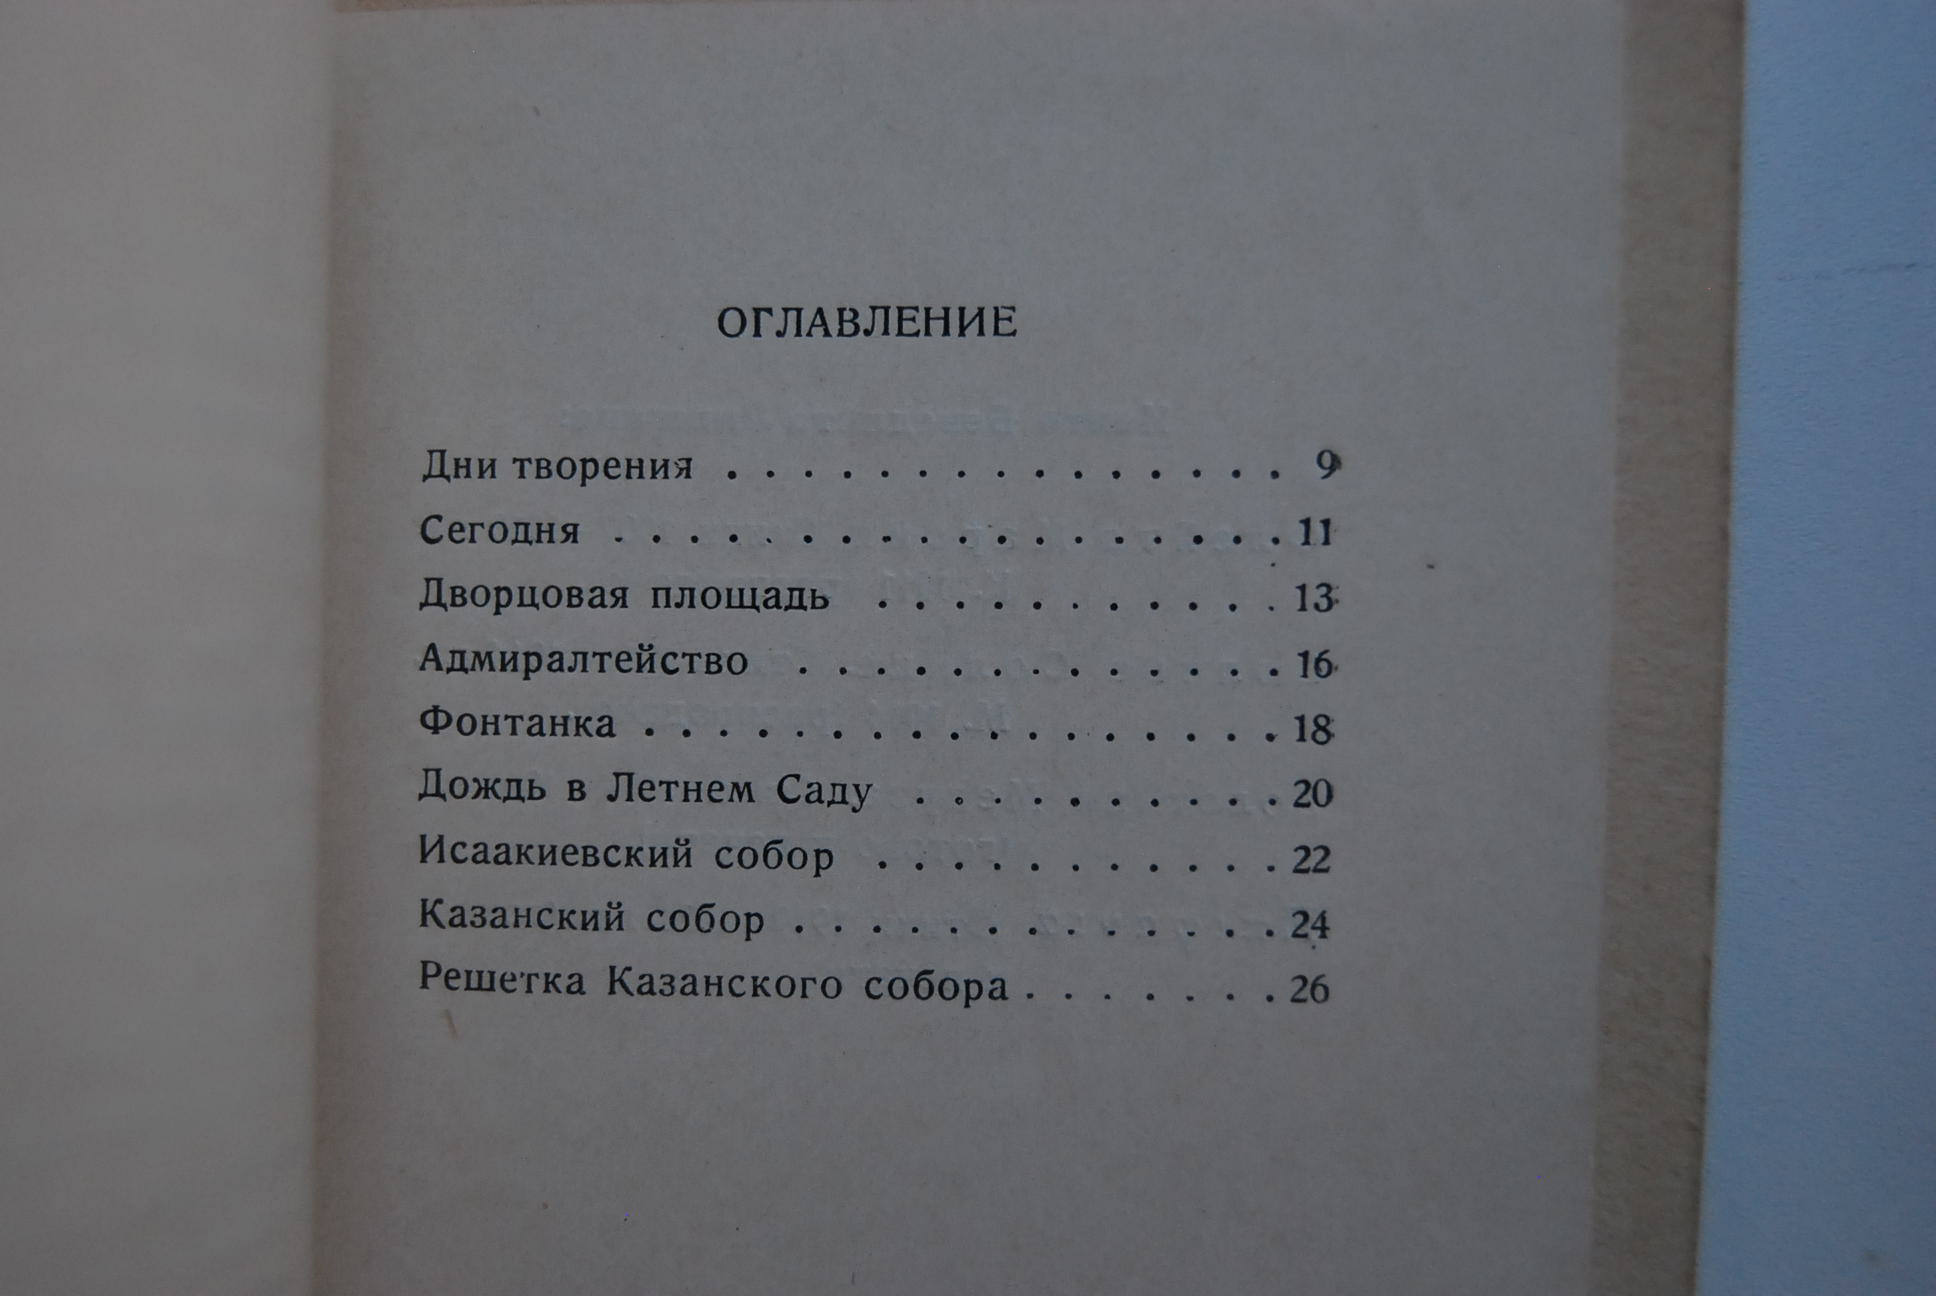 ОГЛАВЛЕНИЕ
Дни творения . . . . . . . . . . . . . . . 9
Сегодня . . . . . . . . . . . . . . . . . . 11
Дворцовая площадь . . . . . . . . . . . 13
Адмиралтейство . . . . . . . . . . . . . 16
Фонтанка . . . . . . . . . . . . . . . . . 18
Дождь в Летнем Саду . . . . . . . . . . 20
Исаакиевский собор . . . . . . . . . . . 22
Казанский собор . . . . . . . . . . . . . 24
Решетка Казанского собора . . . . . . . 26